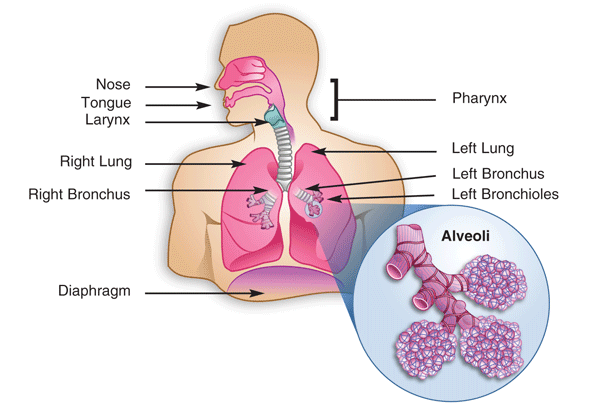 Nose
Tongue
Larynx
Pharynx
Right Lung
Left Lung
Right Bronchus
Left Bronchus
Left Bronchioles
Alveoli
Diaphragm